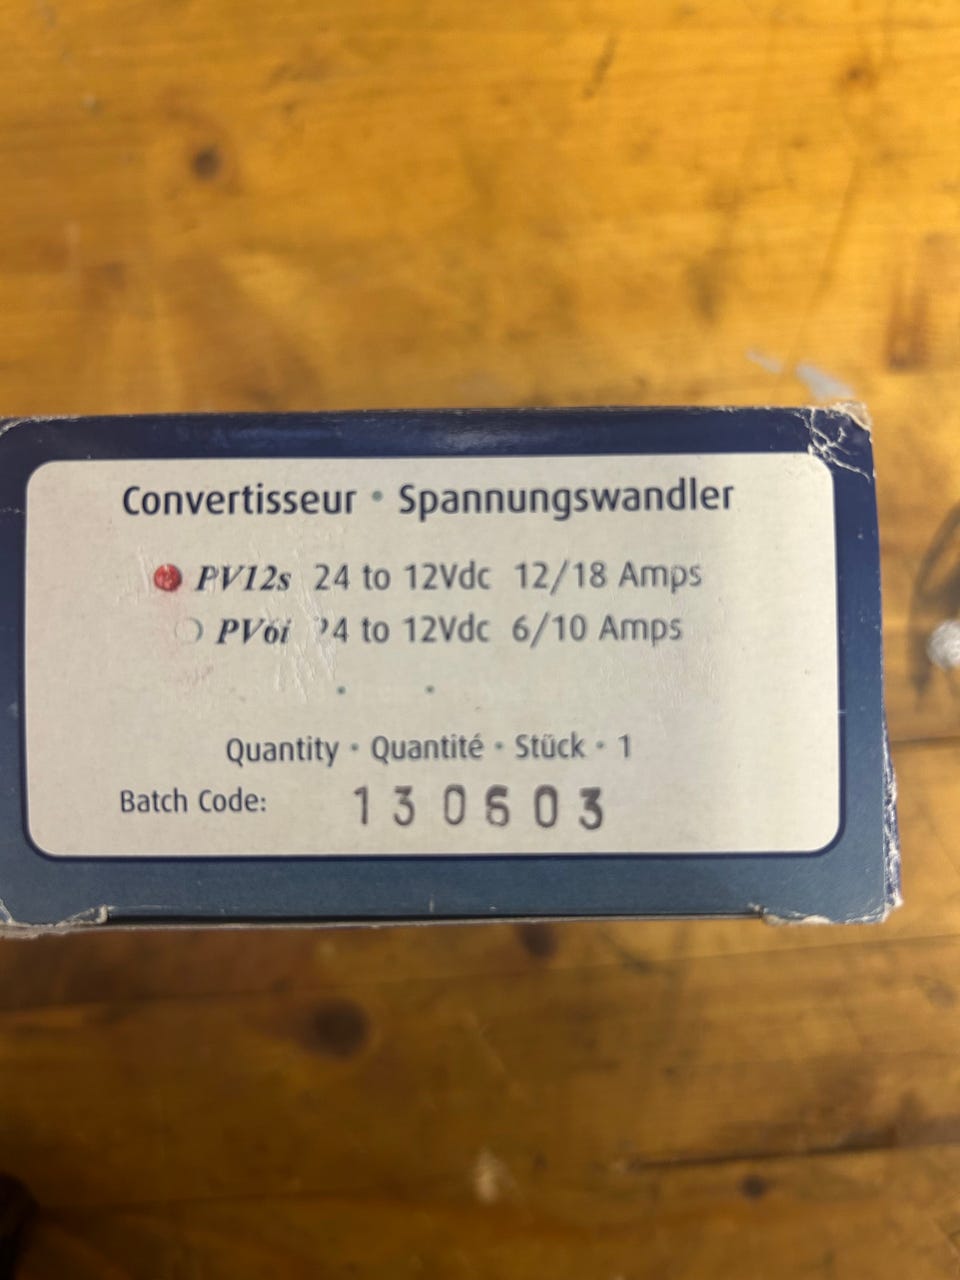 Convertisseur • Spannungswandler
PV12s 24 to 12Vdc 12/18 Amps
PV6i 24 to 12Vdc 6/10 Amps
Quantity • Quantité • Stück • 1
Batch Code: 130603